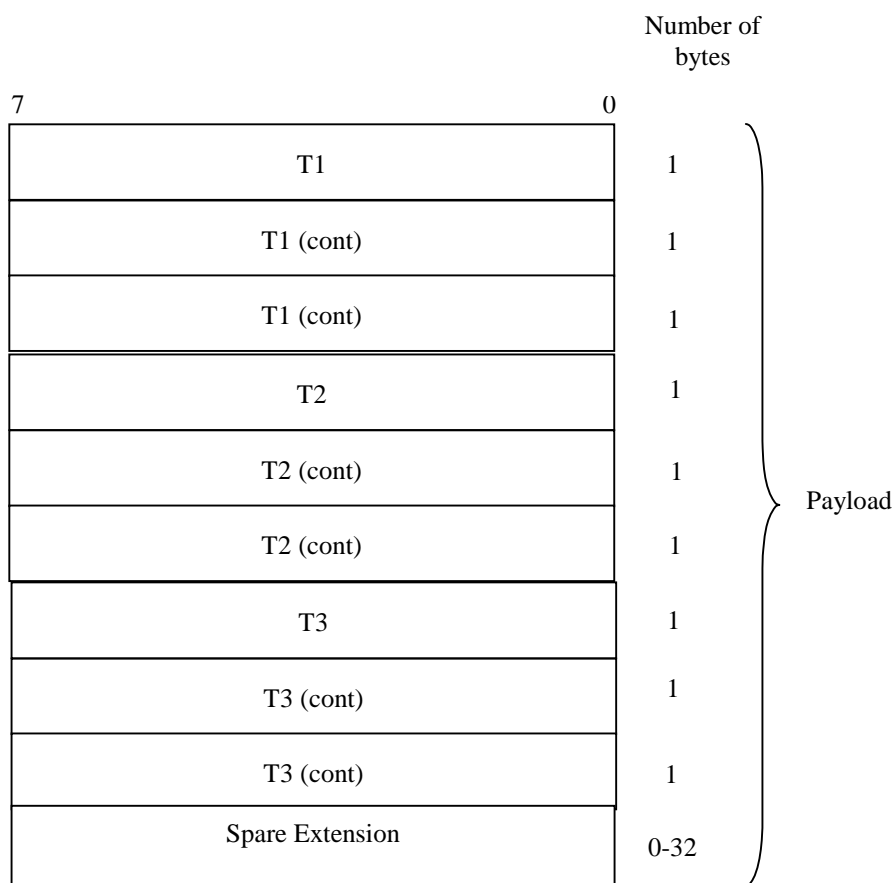 Number of
bytes
7 0
T1 1
T1 (cont) 1
T1 (cont) 1
T2 1
T2 (cont) 1
T2 (cont) 1
Payload
T3 1
T3 (cont) 1
T3 (cont) 1
Spare Extension
0-32